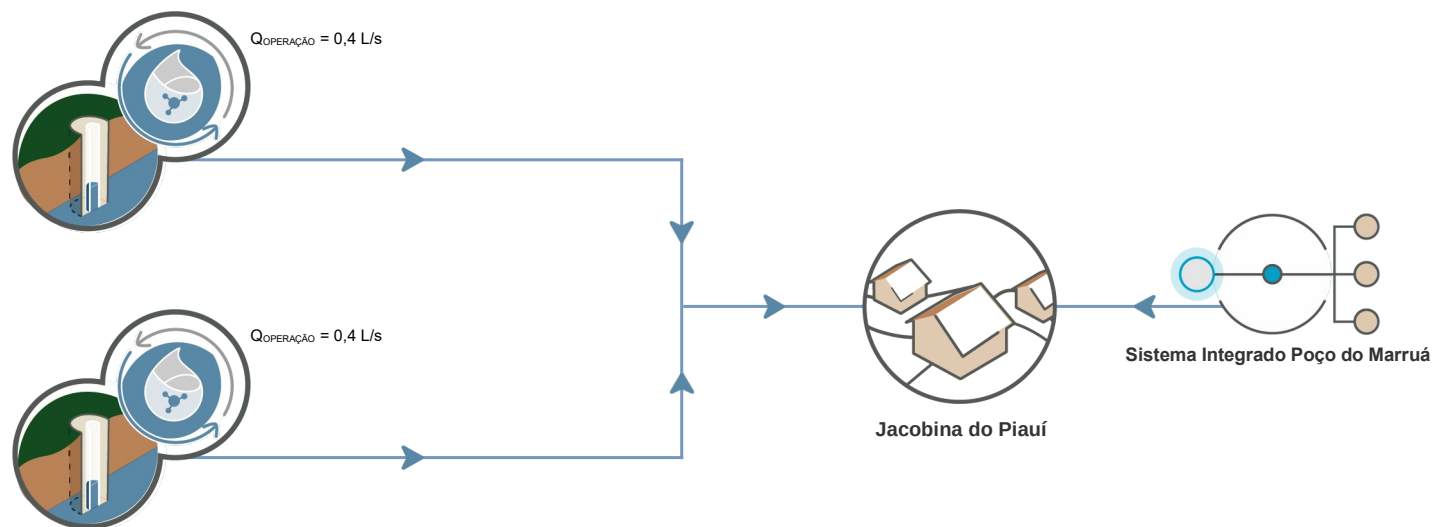 QOPERAÇÃO = 0,4 L/s
QOPERAÇÃO = 0,4 L/s
Sistema Integrado Poço do Marruá
Jacobina do Piauí